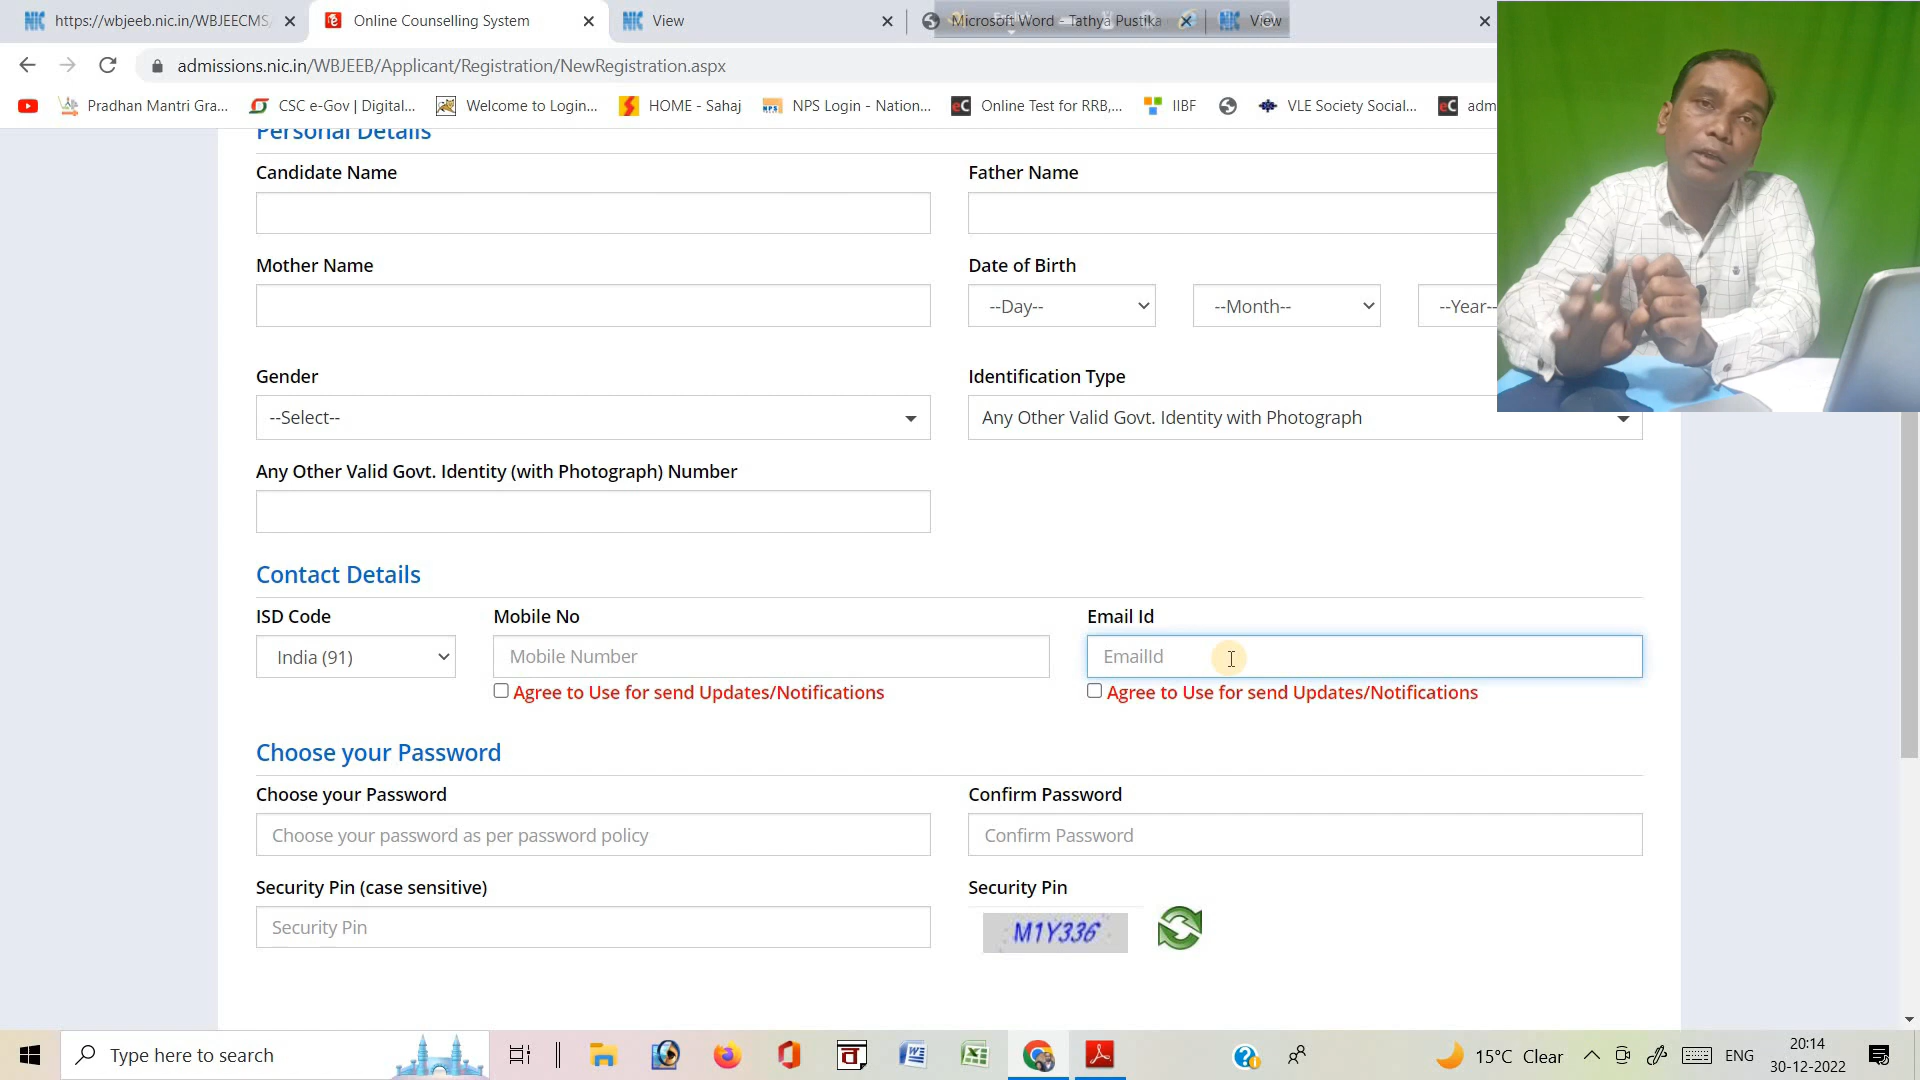 https://wbjeeb.nic.in/WBJEECMS
Online Counselling System
NIC View
Microsoft Word - Tathya Pustika
NIC View
admissions.nic.in/WBJEEB/Applicant/Registration/NewRegistration.aspx
Pradhan Mantri Gra...
CSC e-Gov | Digital...
Welcome to Login...
HOME - Sahaj
NPS Login - Nation...
eC Online Test for RRB,...
IIBF
VLE Society Social...
eC adm
Personal Details
Candidate Name
Father Name
Mother Name
Date of Birth
--Day--
--Month--
--Year--
Gender
Identification Type
--Select--
Any Other Valid Govt. Identity with Photograph
Any Other Valid Govt. Identity (with Photograph) Number
Contact Details
ISD Code
Mobile No
Email Id
India (91)
Mobile Number
EmailId
Agree to Use for send Updates/Notifications
Agree to Use for send Updates/Notifications
Choose your Password
Choose your Password
Confirm Password
Choose your password as per password policy
Confirm Password
Security Pin (case sensitive)
Security Pin
Security Pin
M1Y336
Type here to search
15°C Clear
ENG
20:14
30-12-2022